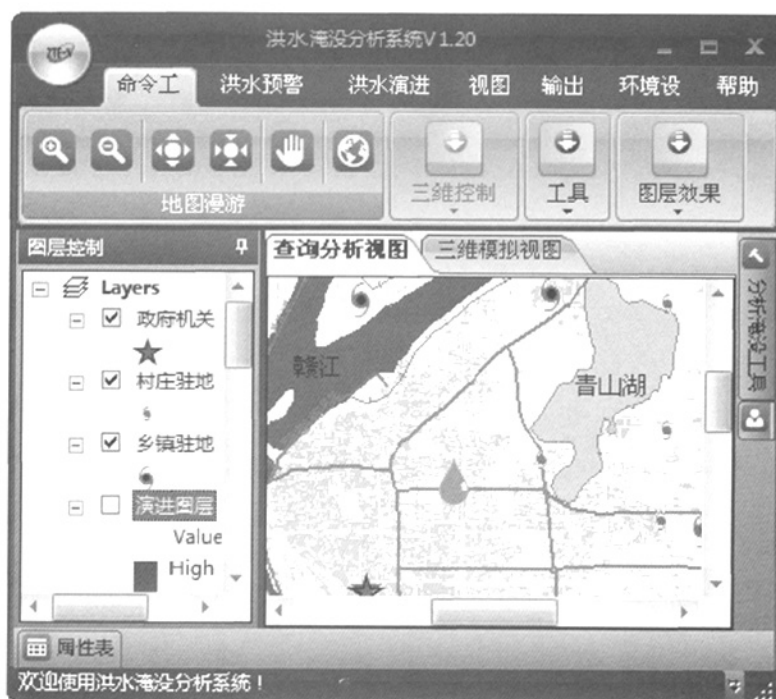 洪水淹没分析系统V 1.20
命令工 洪水预警 洪水演进 视图 输出 环境设 帮助
地图漫游
三维控制
工具
图层效果
图层控制
查询分析视图 三维模拟视图
Layers
政府机关
村庄驻地
乡镇驻地
演进图层
Value
High
赣江
青山湖
分析淹没工具
属性表
欢迎使用洪水淹没分析系统！